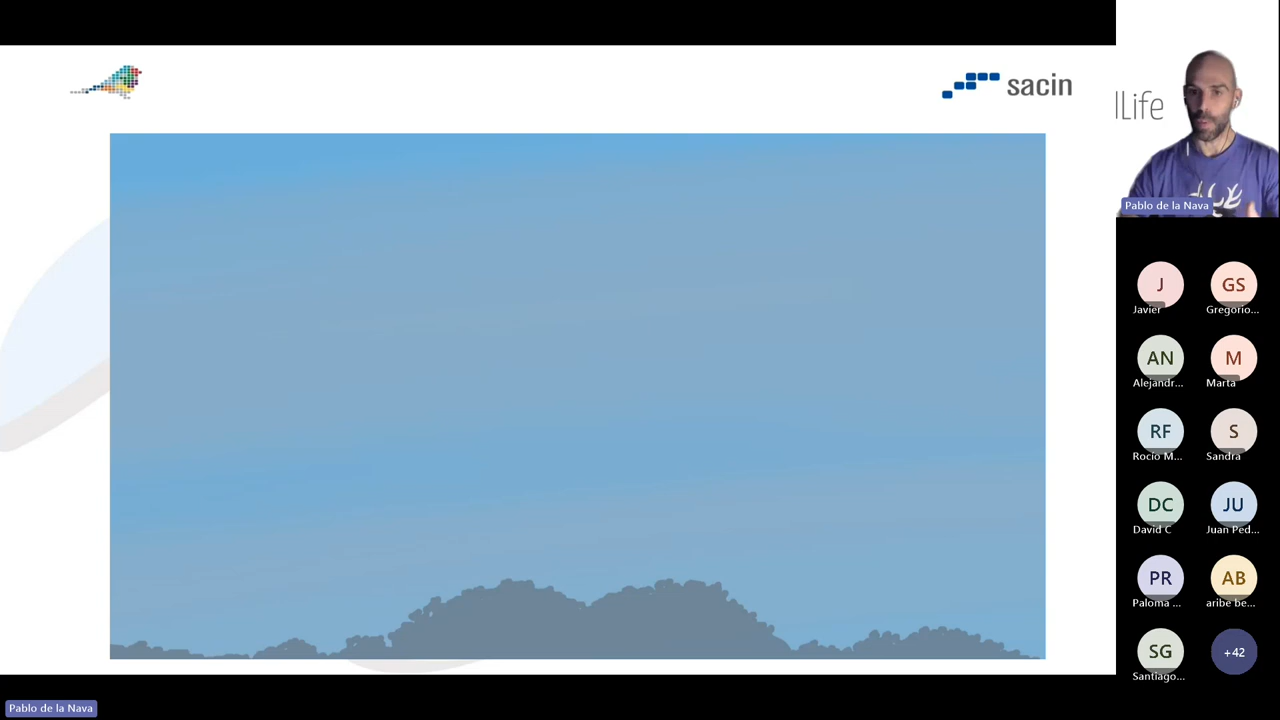 sacin
lLife
Pablo de la Nava
J
Javier
GS
Gregorio...
AN
Alejandr...
M
Marta
RF
Rocío M...
S
Sandra
DC
David C
JU
Juan Ped...
PR
Paloma ...
AB
aribe be...
SG
Santiago...
+42
Pablo de la Nava